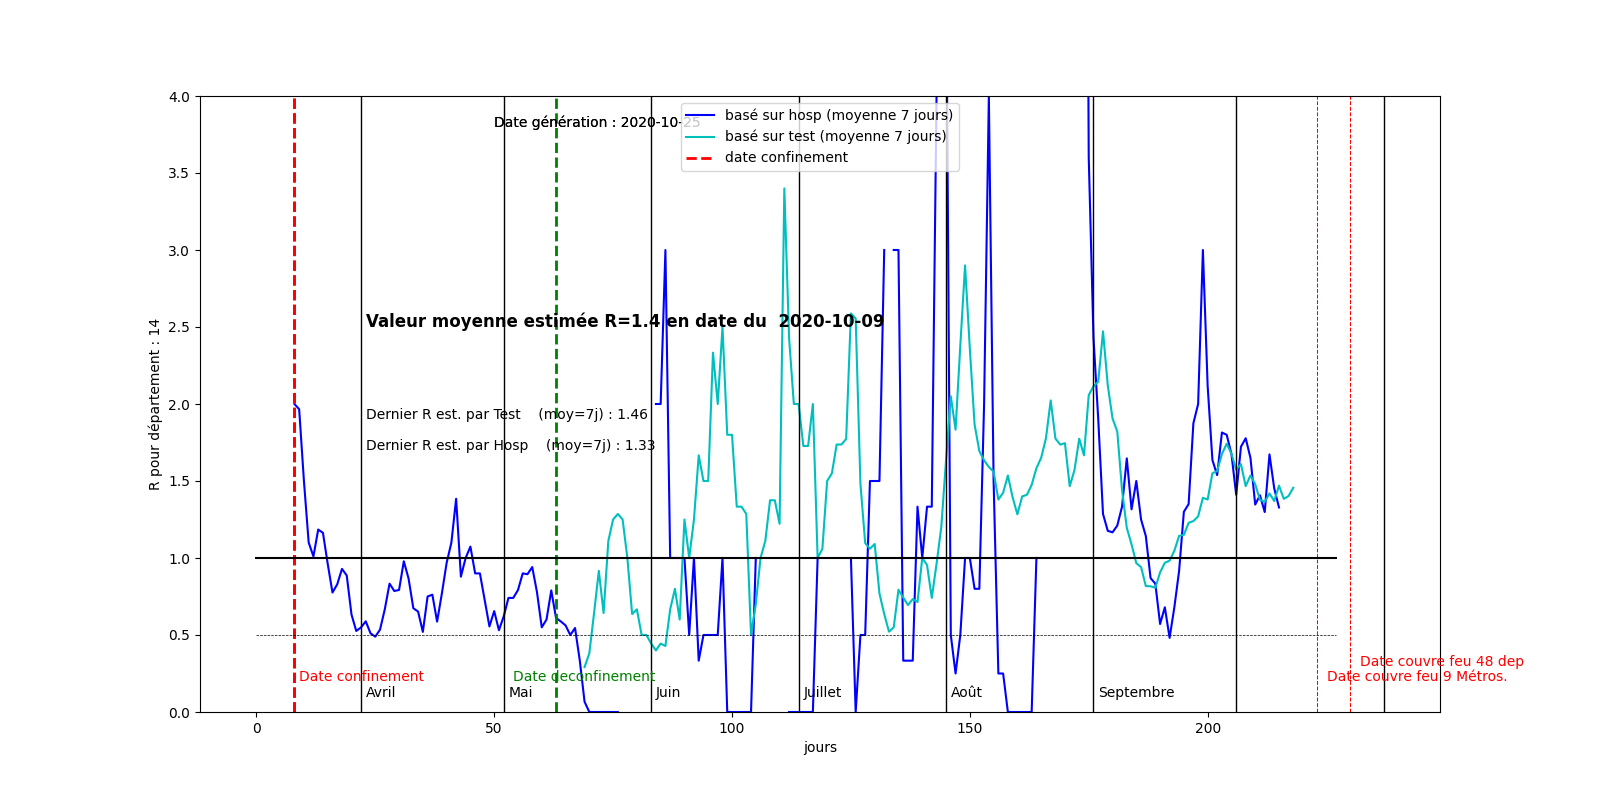 4.0
3.5
3.0
2.5
2.0
1.5
1.0
0.5
0.0
R pour département : 14
Date génération : 2020-10-25
basé sur hosp (moyenne 7 jours)
basé sur test (moyenne 7 jours)
date confinement
Valeur moyenne estimée R=1.4 en date du  2020-10-09
Dernier R est. par Test    (moy=7j) : 1.46
Dernier R est. par Hosp    (moy=7j) : 1.33
Date couvre feu 48 dep
Date confinement
Date deconfinement
Date couvre feu 9 Métros.
Avril
Mai
Juin
Juillet
Août
Septembre
0
50
100
150
200
jours